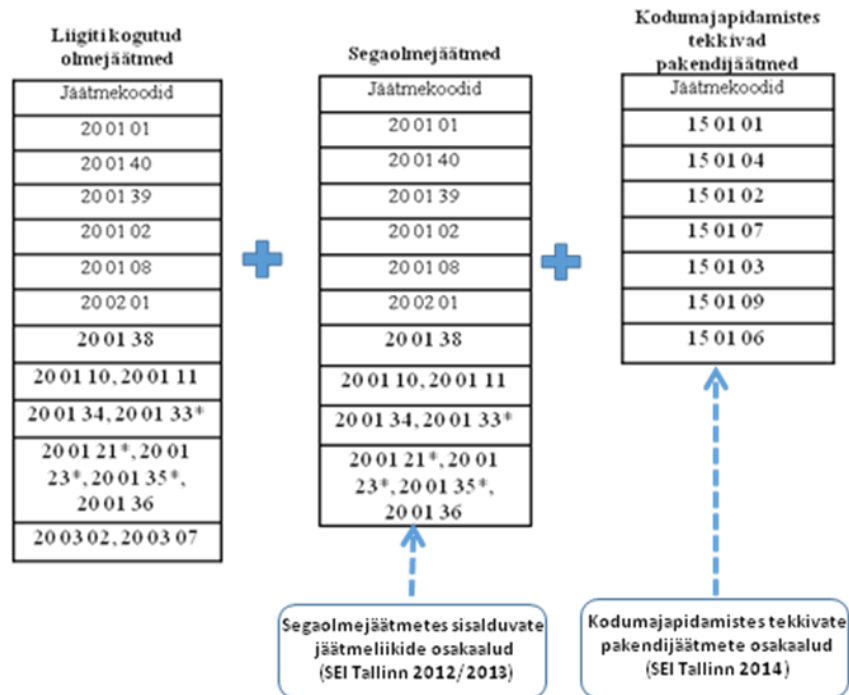 Liigiti kogutud
olmejäätmed
Jäätmekoodid
20 01 01
20 01 40
20 01 39
20 01 02
20 01 08
20 02 01
20 01 38
20 01 10, 20 01 11
20 01 34, 20 01 33*
20 01 21*, 20 01
23*, 20 01 35*,
20 01 36
20 03 02, 20 03 07
Segaolmejäätmed
Jäätmekoodid
20 01 01
20 01 40
20 01 39
20 01 02
20 01 08
20 02 01
20 01 38
20 01 10, 20 01 11
20 01 34, 20 01 33*
20 01 21*, 20 01
23*, 20 01 35*,
20 01 36
Kodumajapidamistes
tekkivad
pakendijäätmed
Jäätmekoodid
15 01 01
15 01 04
15 01 02
15 01 07
15 01 03
15 01 09
15 01 06
Segaolmejäätmetes sisalduvate
jäätmeliikide osakaalud
(SEI Tallinn 2012/2013)
Kodumajapidamistes tekkivate
pakendijäätmete osakaalud
(SEI Tallinn 2014)